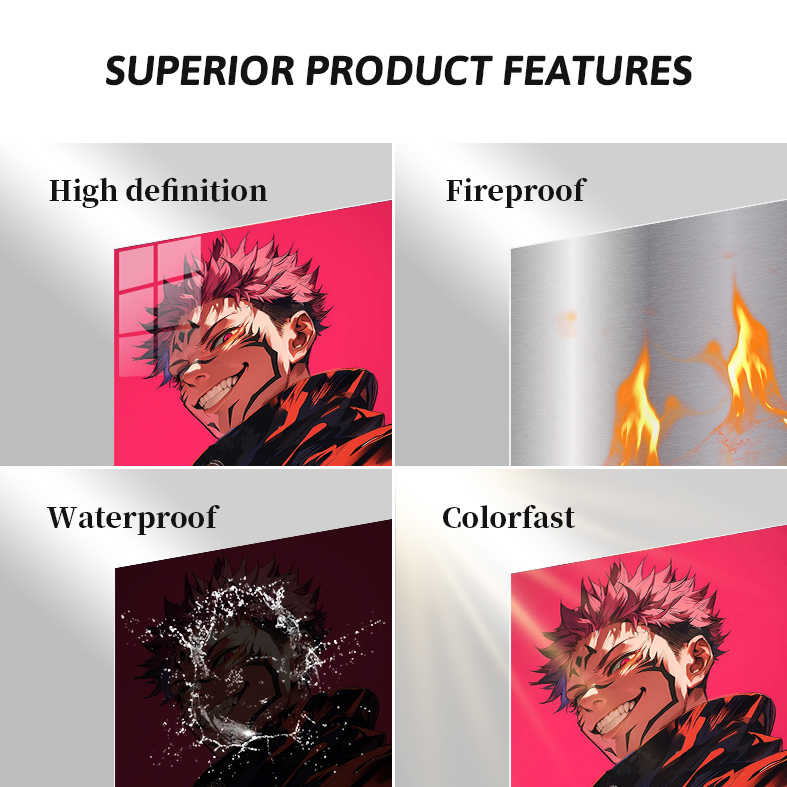 SUPERIOR PRODUCT FEATURES
High definition
Fireproof
Waterproof
Colorfast